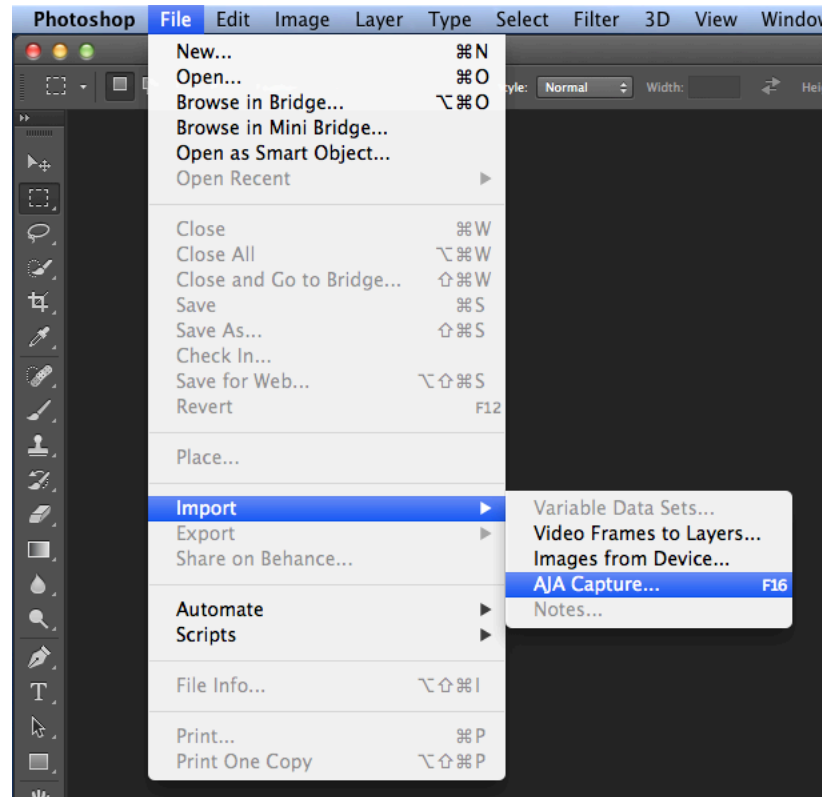 Photoshop File Edit Image Layer Type Select Filter 3D View Window
New... ⌘N
Open... ⌘O
Style: Normal Width: Hei
Browse in Bridge... ⌥⌘O
Browse in Mini Bridge...
Open as Smart Object...
Open Recent
Close ⌘W
Close All ⌥⌘W
Close and Go to Bridge... ⇧⌘W
Save ⌘S
Save As... ⇧⌘S
Check In...
Save for Web... ⌥⇧⌘S
Revert F12
Place...
Import
Export
Share on Behance...
Variable Data Sets...
Video Frames to Layers...
Images from Device...
AJA Capture... F16
Notes...
Automate
Scripts
File Info... ⌥⇧⌘I
Print... ⌘P
Print One Copy ⌥⇧⌘P
T